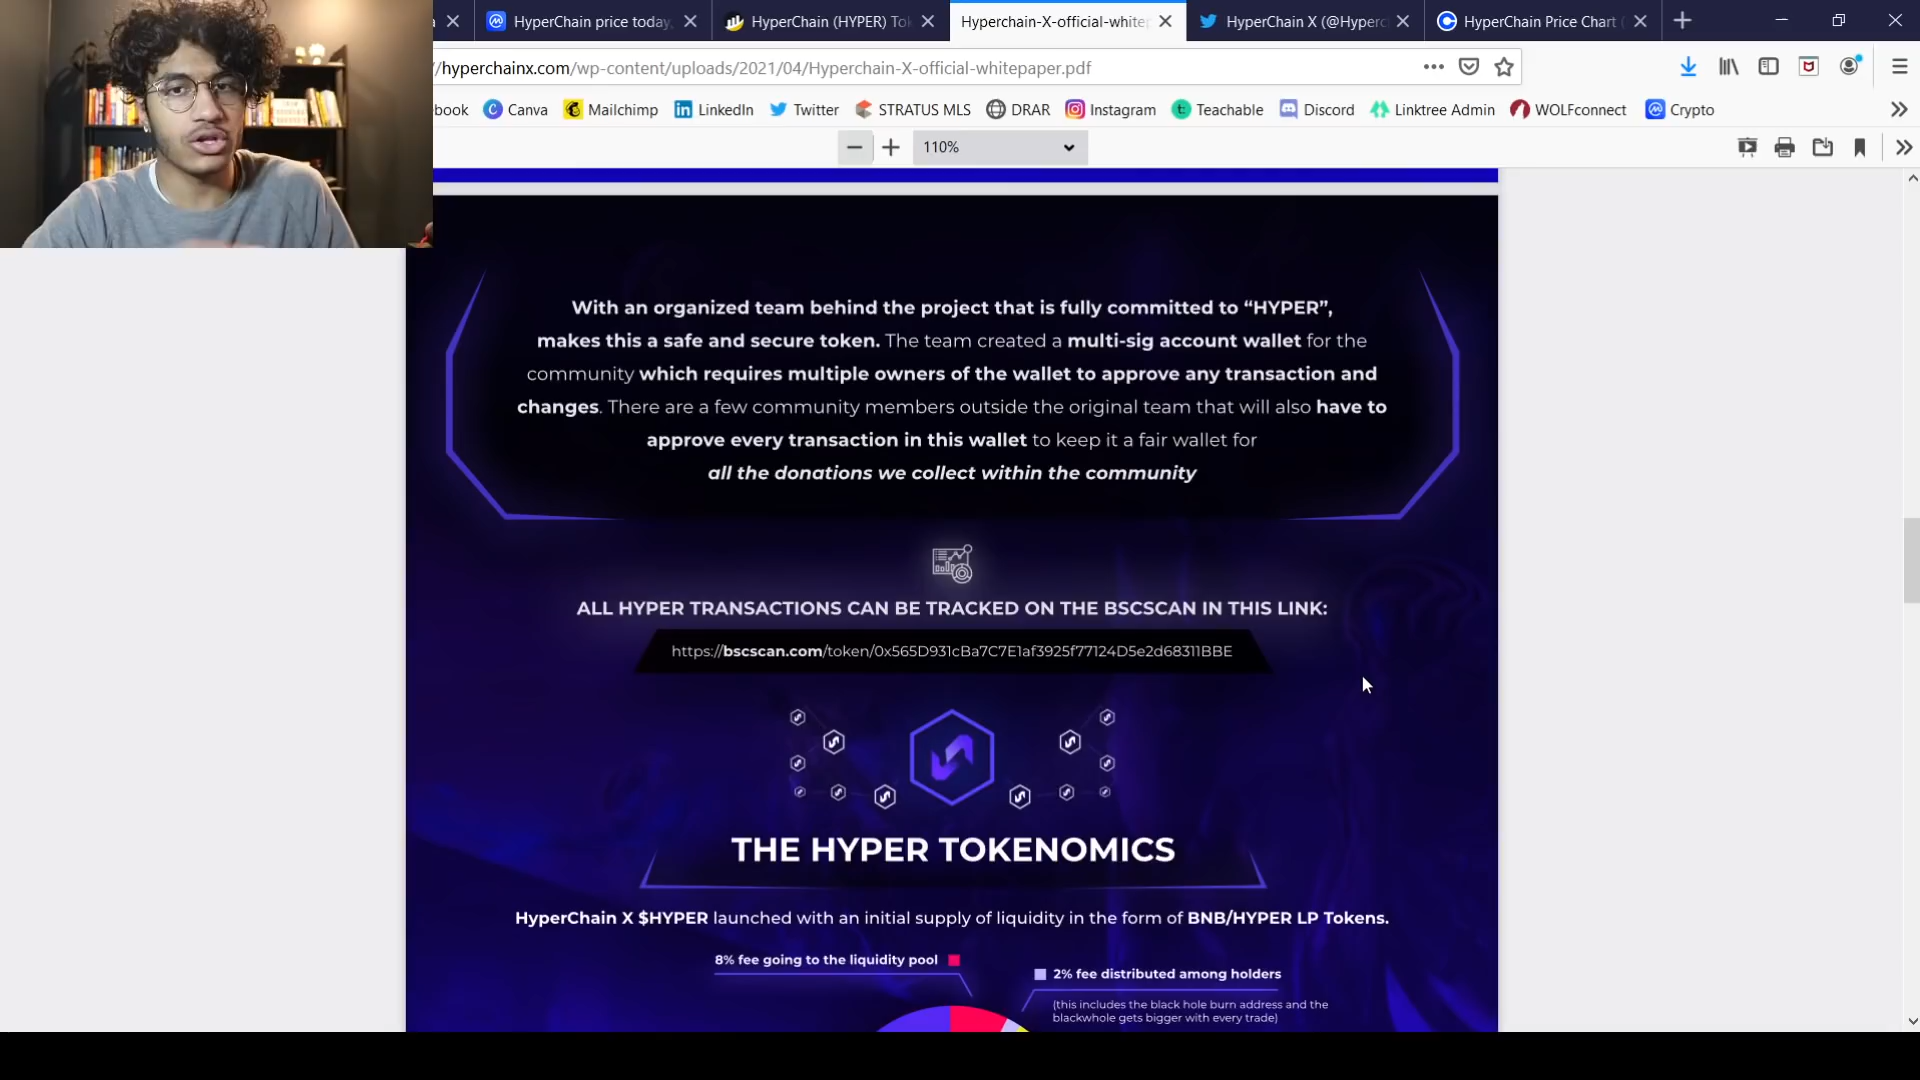 HyperChain price today,
HyperChain (HYPER) Tok
Hyperchain-X-official-white
HyperChain X (@Hyperc
HyperChain Price Chart (
/hyperchainx.com/wp-content/uploads/2021/04/Hyperchain-X-official-whitepaper.pdf
book
Canva
Mailchimp
LinkedIn
Twitter
STRATUS MLS
DRAR
Instagram
Teachable
Discord
Linktree Admin
WOLFconnect
Crypto
110%
With an organized team behind the project that is fully committed to “HYPER”,
makes this a safe and secure token. The team created a multi-sig account wallet for the
community which requires multiple owners of the wallet to approve any transaction and
changes. There are a few community members outside the original team that will also have to
approve every transaction in this wallet to keep it a fair wallet for
all the donations we collect within the community
ALL HYPER TRANSACTIONS CAN BE TRACKED ON THE BSCSCAN IN THIS LINK:
https://bscscan.com/token/0x565D931cBa7C7E1af3925f77124D5e2d68311BBE
THE HYPER TOKENOMICS
HyperChain X $HYPER launched with an initial supply of liquidity in the form of BNB/HYPER LP Tokens.
8% fee going to the liquidity pool
2% fee distributed among holders
(this includes the black hole burn address and the
blackwhole gets bigger with every trade)